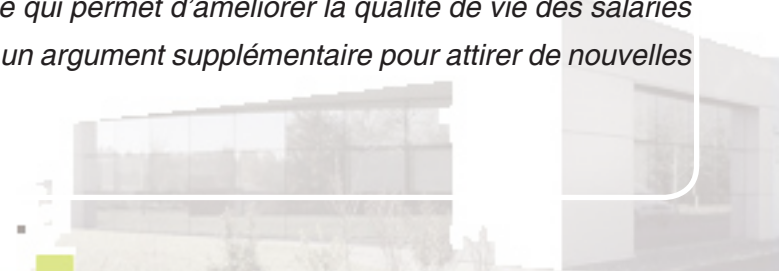 qui permet d'améliorer la qualité de vie des salariés
un argument supplémentaire pour attirer de nouvelles